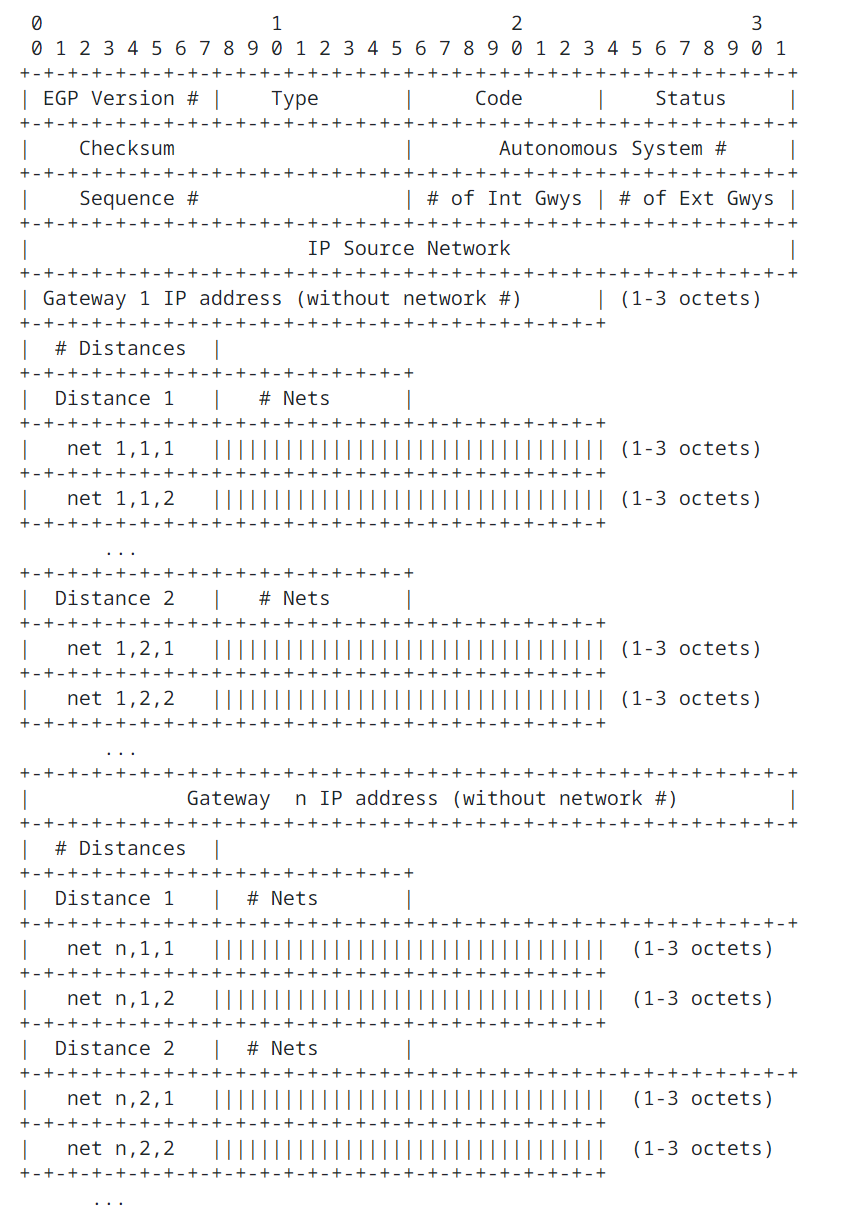 0                   1                   2                   3
 0 1 2 3 4 5 6 7 8 9 0 1 2 3 4 5 6 7 8 9 0 1 2 3 4 5 6 7 8 9 0 1
+-+-+-+-+-+-+-+-+-+-+-+-+-+-+-+-+-+-+-+-+-+-+-+-+-+-+-+-+-+-+-+-+
| EGP Version # |    Type       |     Code      |    Status     |
+-+-+-+-+-+-+-+-+-+-+-+-+-+-+-+-+-+-+-+-+-+-+-+-+-+-+-+-+-+-+-+-+
|    Checksum                   |       Autonomous System #     |
+-+-+-+-+-+-+-+-+-+-+-+-+-+-+-+-+-+-+-+-+-+-+-+-+-+-+-+-+-+-+-+-+
|    Sequence #                 | # of Int Gwys | # of Ext Gwys |
+-+-+-+-+-+-+-+-+-+-+-+-+-+-+-+-+-+-+-+-+-+-+-+-+-+-+-+-+-+-+-+-+
|                       IP Source Network                       |
+-+-+-+-+-+-+-+-+-+-+-+-+-+-+-+-+-+-+-+-+-+-+-+-+-+-+-+-+-+-+-+-+
| Gateway 1 IP address (without network #)      | (1-3 octets)
+-+-+-+-+-+-+-+-+-+-+-+-+-+-+-+-+-+-+-+-+-+-+-+-+
|  # Distances  |
+-+-+-+-+-+-+-+-+-+-+-+-+-+-+-+-+
|  Distance 1   |   # Nets      |
+-+-+-+-+-+-+-+-+-+-+-+-+-+-+-+-+-+-+-+-+-+-+-+-+
|   net 1,1,1   ||||||||||||||||||||||||||||||||| (1-3 octets)
+-+-+-+-+-+-+-+-+-+-+-+-+-+-+-+-+-+-+-+-+-+-+-+-+
|   net 1,1,2   ||||||||||||||||||||||||||||||||| (1-3 octets)
+-+-+-+-+-+-+-+-+-+-+-+-+-+-+-+-+-+-+-+-+-+-+-+-+
       ...
+-+-+-+-+-+-+-+-+-+-+-+-+-+-+-+-+
|  Distance 2   |   # Nets      |
+-+-+-+-+-+-+-+-+-+-+-+-+-+-+-+-+-+-+-+-+-+-+-+-+
|   net 1,2,1   ||||||||||||||||||||||||||||||||| (1-3 octets)
+-+-+-+-+-+-+-+-+-+-+-+-+-+-+-+-+-+-+-+-+-+-+-+-+
|   net 1,2,2   ||||||||||||||||||||||||||||||||| (1-3 octets)
+-+-+-+-+-+-+-+-+-+-+-+-+-+-+-+-+-+-+-+-+-+-+-+-+
       ...
+-+-+-+-+-+-+-+-+-+-+-+-+-+-+-+-+-+-+-+-+-+-+-+-+-+-+-+-+-+-+-+-+
|             Gateway  n IP address (without network #)         |
+-+-+-+-+-+-+-+-+-+-+-+-+-+-+-+-+-+-+-+-+-+-+-+-+-+-+-+-+-+-+-+-+
|  # Distances  |
+-+-+-+-+-+-+-+-+-+-+-+-+-+-+-+-+
|  Distance 1   |  # Nets       |
+-+-+-+-+-+-+-+-+-+-+-+-+-+-+-+-+-+-+-+-+-+-+-+-+-+-+-+-+-+-+-+-+
|   net n,1,1   |||||||||||||||||||||||||||||||||  (1-3 octets)
+-+-+-+-+-+-+-+-+-+-+-+-+-+-+-+-+-+-+-+-+-+-+-+-+
|   net n,1,2   |||||||||||||||||||||||||||||||||  (1-3 octets)
+-+-+-+-+-+-+-+-+-+-+-+-+-+-+-+-+-+-+-+-+-+-+-+-+
|  Distance 2   |  # Nets       |
+-+-+-+-+-+-+-+-+-+-+-+-+-+-+-+-+-+-+-+-+-+-+-+-+-+-+-+-+-+-+-+-+
|   net n,2,1   |||||||||||||||||||||||||||||||||  (1-3 octets)
+-+-+-+-+-+-+-+-+-+-+-+-+-+-+-+-+-+-+-+-+-+-+-+-+
|   net n,2,2   |||||||||||||||||||||||||||||||||  (1-3 octets)
+-+-+-+-+-+-+-+-+-+-+-+-+-+-+-+-+-+-+-+-+-+-+-+-+
      ...